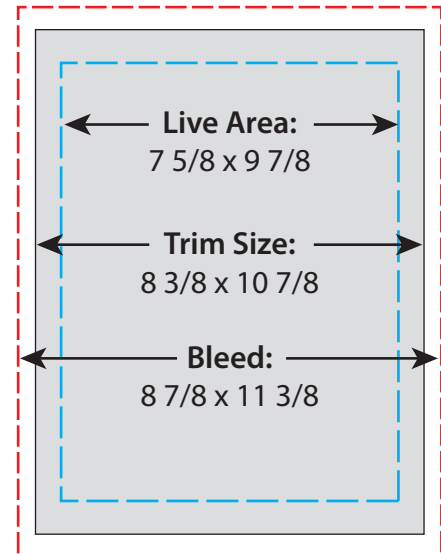 Live Area:
7 5/8 x 9 7/8
Trim Size:
8 3/8 x 10 7/8
Bleed:
8 7/8 x 11 3/8